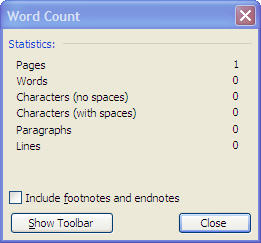 Word Count
Statistics:
Pages 1
Words 0
Characters (no spaces) 0
Characters (with spaces) 0
Paragraphs 0
Lines 0
Include footnotes and endnotes
Show Toolbar Close